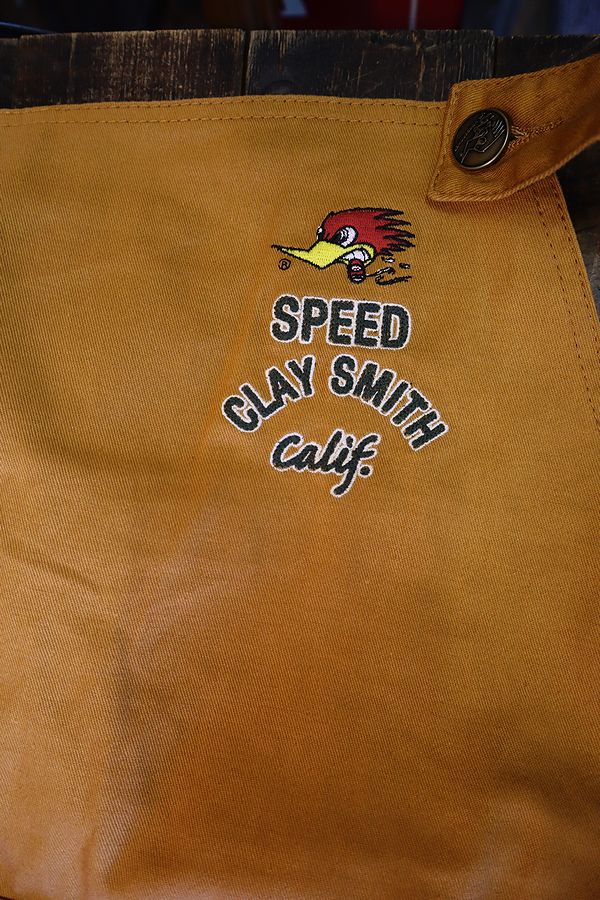 ®
SPEED
CLAY SMITH
Calif.